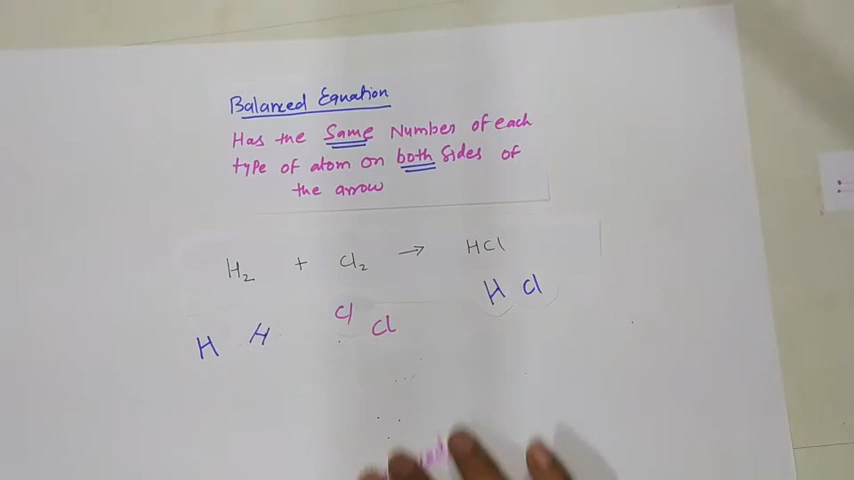 Balanced Equation
Has the Same Number of each
type of atom on both sides of
the arrow
H₂ + Cl₂ → HCl
H Cl
Cl
Cl
H H